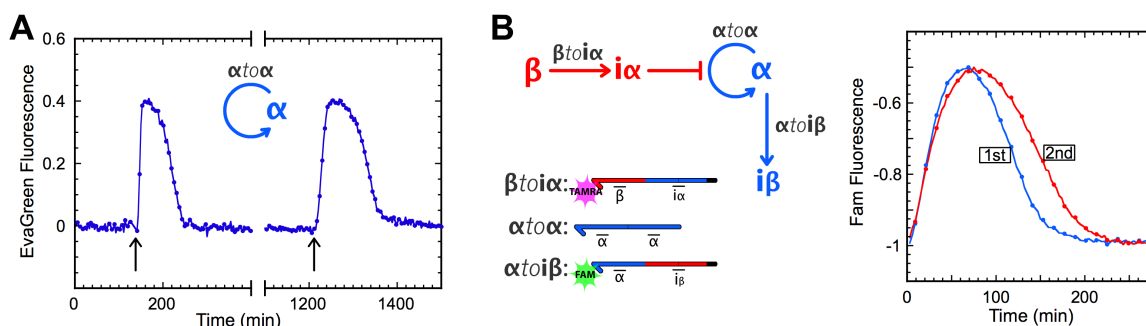 A
EvaGreen Fluorescence
0.6
0.4
0.2
0
0
200
400
1200
1400
Time (min)
αtoα
α
B
β
βtoiα
iα
αtoα
α
αtoiβ
iβ
βtoiα:
TAMRA
β
iα
αtoα:
α
α
αtoiβ:
FAM
α
iβ
Fam Fluorescence
-0.6
-0.8
-1
0
100
200
Time (min)
1st
2nd